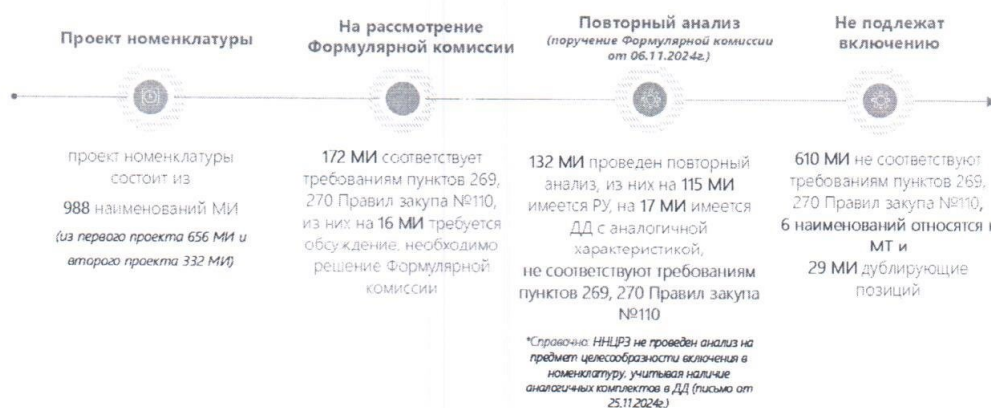 Проект номенклатуры
проект номенклатуры
состоит из
988 наименований МИ
(из первого проекта 656 МИ и
второго проекта 332 МИ)
На рассмотрение
Формулярной комиссии
172 МИ соответствует
требованиям пунктов 269,
270 Правил закупа №110,
из них на 16 МИ требуется
обсуждение, необходимо
решение Формулярной
комиссии
Повторный анализ
(поручение Формулярной комиссии
от 06.11.2024г.)
132 МИ проведен повторный
анализ, из них на 115 МИ
имеется РУ, на 17 МИ имеется
ДД с аналогичной
характеристикой,
не соответствуют требованиям
пунктов 269, 270 Правил закупа
№110
*Справочно: ННЦРЗ не проведен анализ на
предмет целесообразности включения в
номенклатуру, учитывая наличие
аналогичных комплектов в ДД (письмо от
25.11.2024г.)
Не подлежат
включению
610 МИ не соответствуют
требованиям пунктов 269,
270 Правил закупа №110,
6 наименований относятся к
МТ и
29 МИ дублирующие
позиций